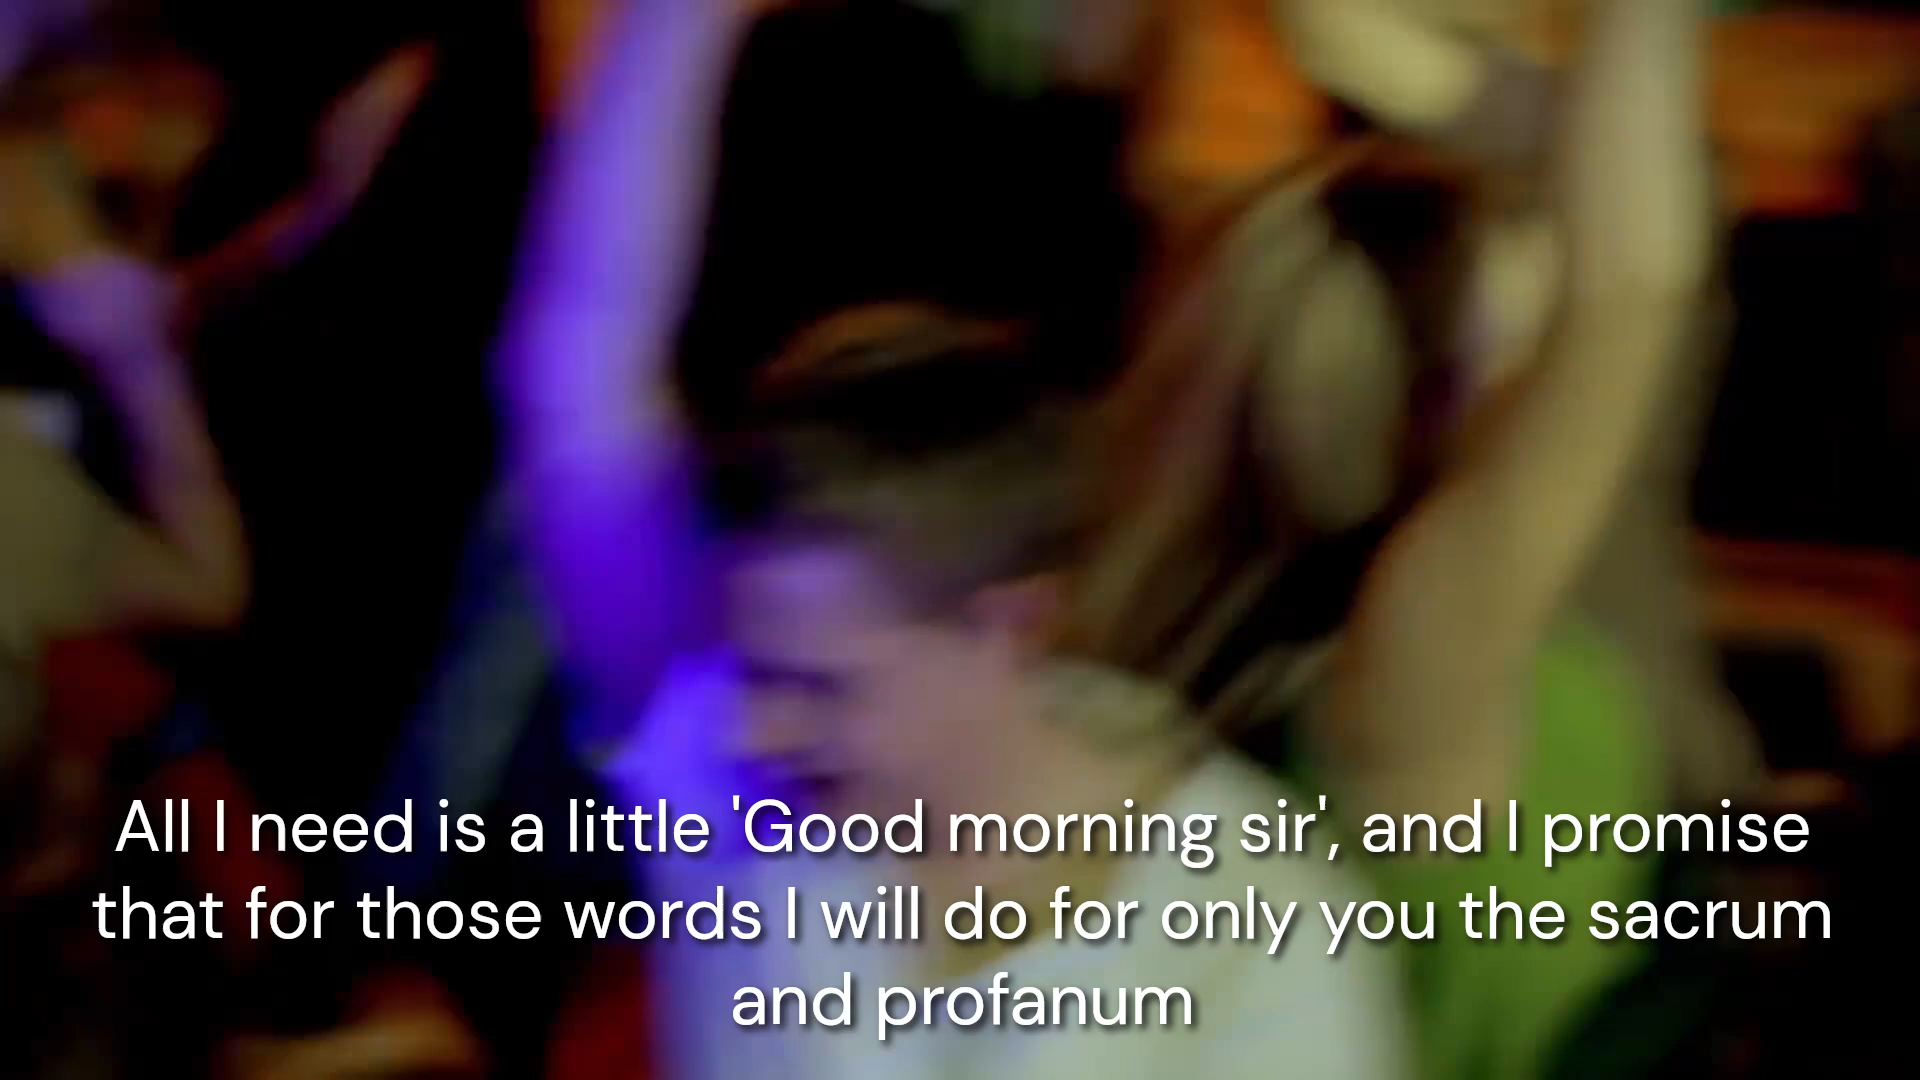 All I need is a little 'Good morning sir', and I promise
that for those words I will do for only you the sacrum
and profanum